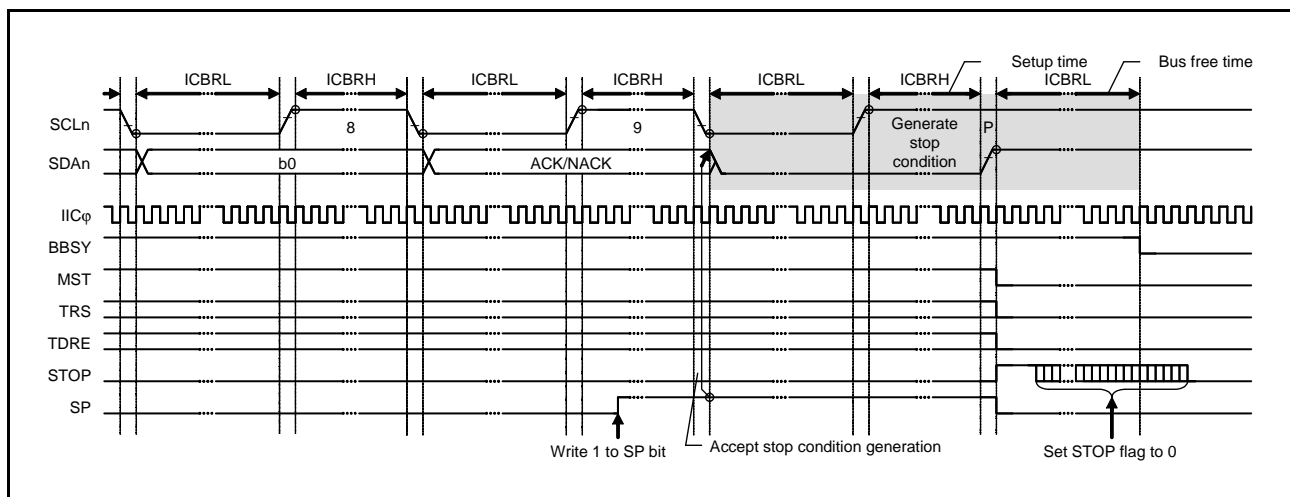 Setup time
Bus free time
ICBRL ICBRH ICBRL ICBRH ICBRL ICBRH ICBRL
SCLn
8 9
Generate
stop
condition
P
SDAn
b0 ACK/NACK
IICφ
BBSY
MST
TRS
TDRE
STOP
SP
Write 1 to SP bit
Accept stop condition generation
Set STOP flag to 0